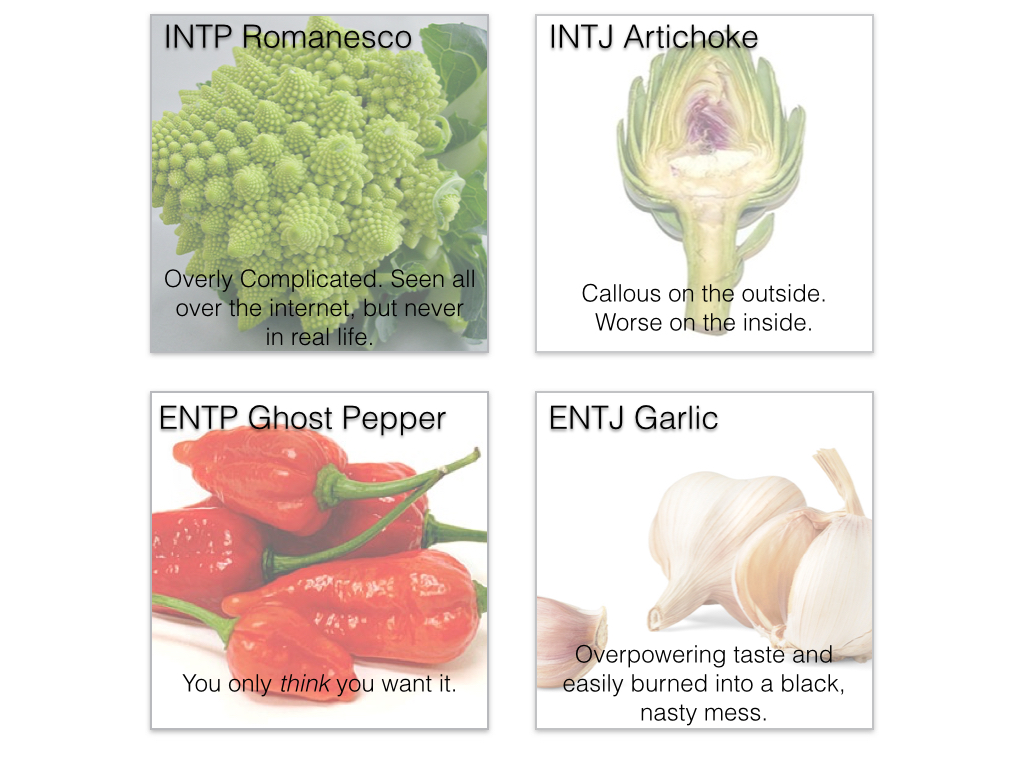 INTP Romanesco
Overly Complicated. Seen all
over the internet, but never
in real life.
INTJ Artichoke
Callous on the outside.
Worse on the inside.
ENTP Ghost Pepper
You only think you want it.
ENTJ Garlic
Overpowering taste and
easily burned into a black,
nasty mess.